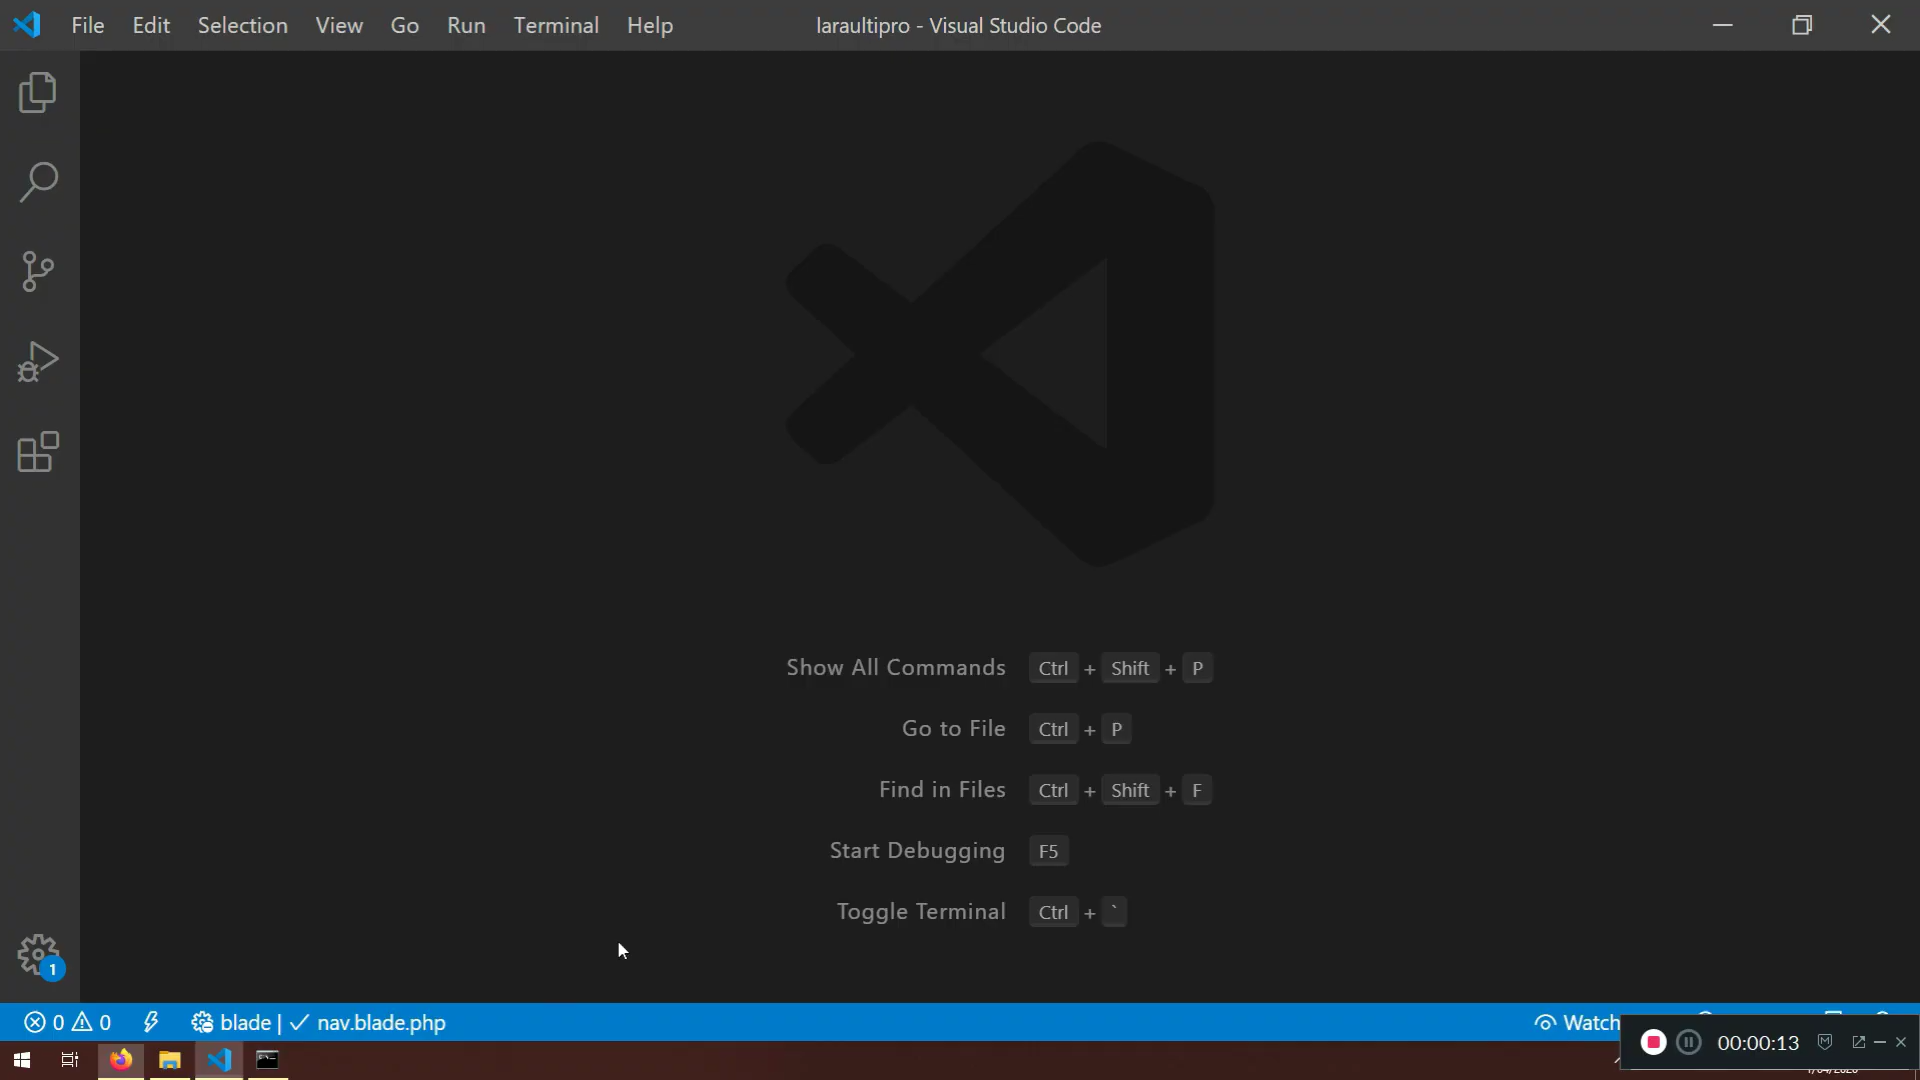 File Edit Selection View Go Run Terminal Help
laraultipro - Visual Studio Code
Show All Commands Ctrl + Shift + P
Go to File Ctrl + P
Find in Files Ctrl + Shift + F
Start Debugging F5
Toggle Terminal Ctrl + `
1
0 0 blade | nav.blade.php
Watch
00:00:13